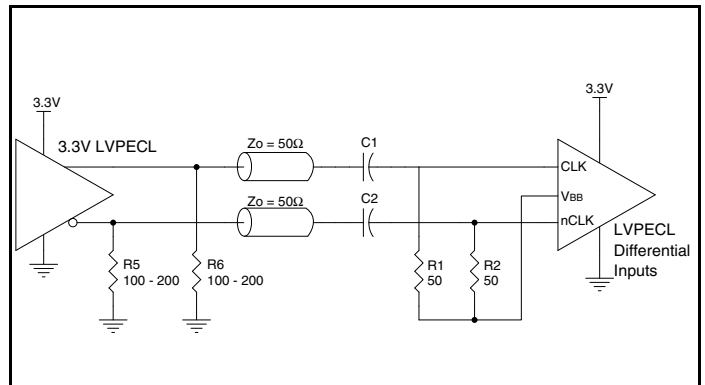 3.3V
3.3V
3.3V LVPECL
Zo = 50Ω
C1
CLK
VBB
Zo = 50Ω
C2
nCLK
LVPECL
Differential
Inputs
R5
100 - 200
R6
100 - 200
R1
50
R2
50